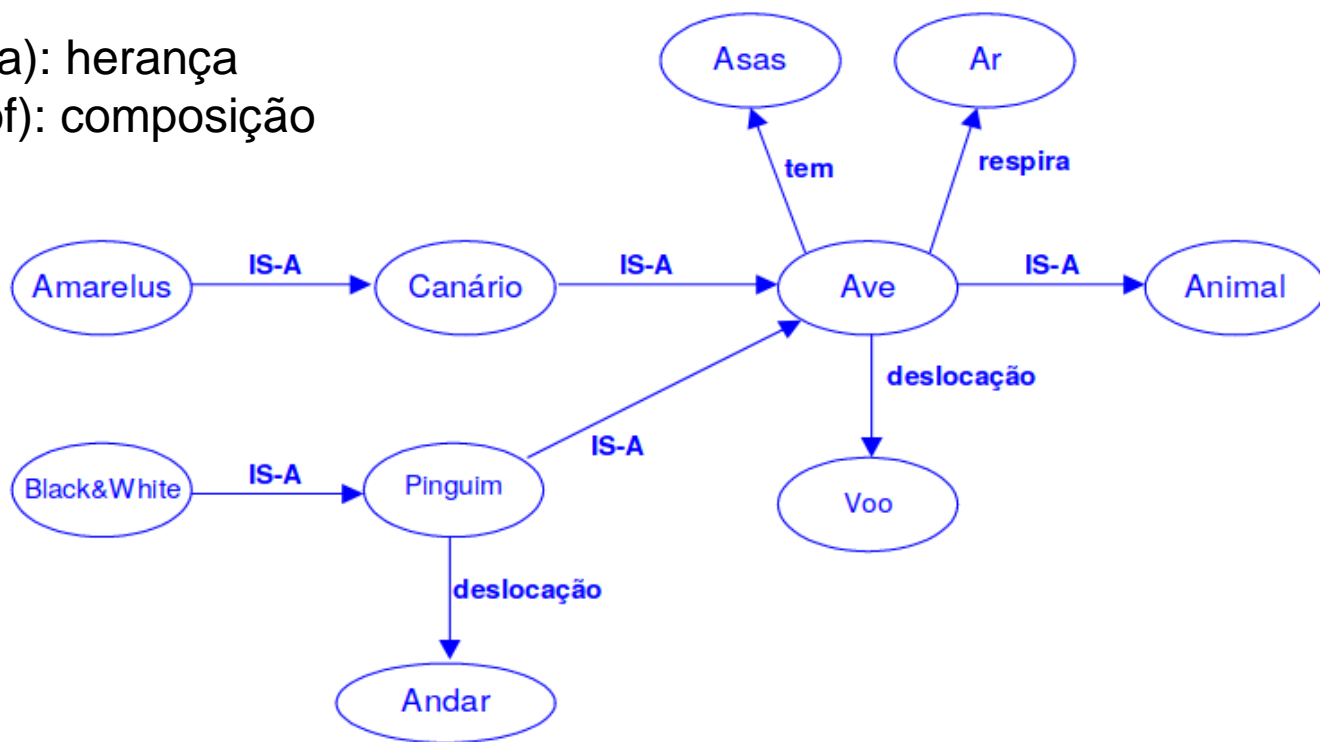 a): herança
of): composição
Asas
Ar
tem
respira
Amarelus
IS-A
Canário
IS-A
Ave
IS-A
Animal
deslocação
IS-A
Black&White
IS-A
Pinguim
Voo
deslocação
Andar